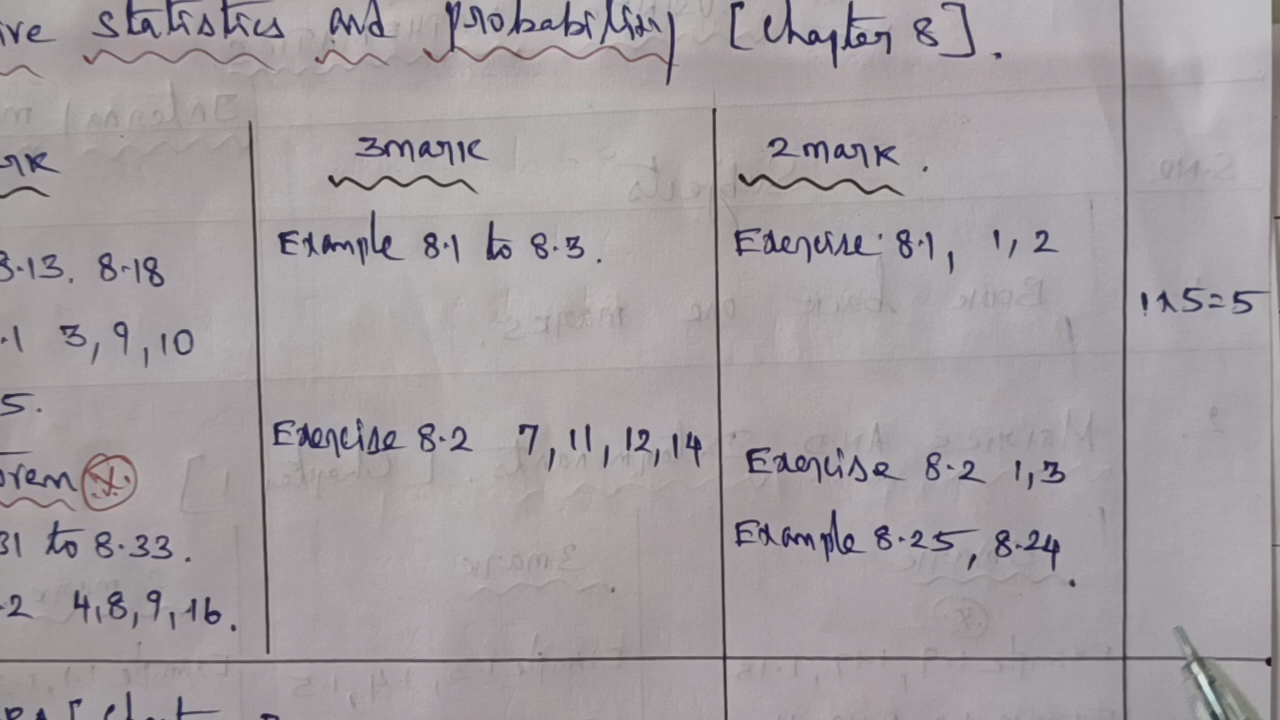 ive statistics and probability [Chapter 8].
ark
3.13. 8.18
.1 3, 9, 10
5.
orem
31 to 8.33.
.2 4, 8, 9, 16.
3mark
Example 8.1 to 8.3.
Exercise 8.2 7, 11, 12, 14
2mark.
Exercise 8.1, 1, 2
Exercise 8.2 1, 3
Example 8.25, 8.24.
1x5=5